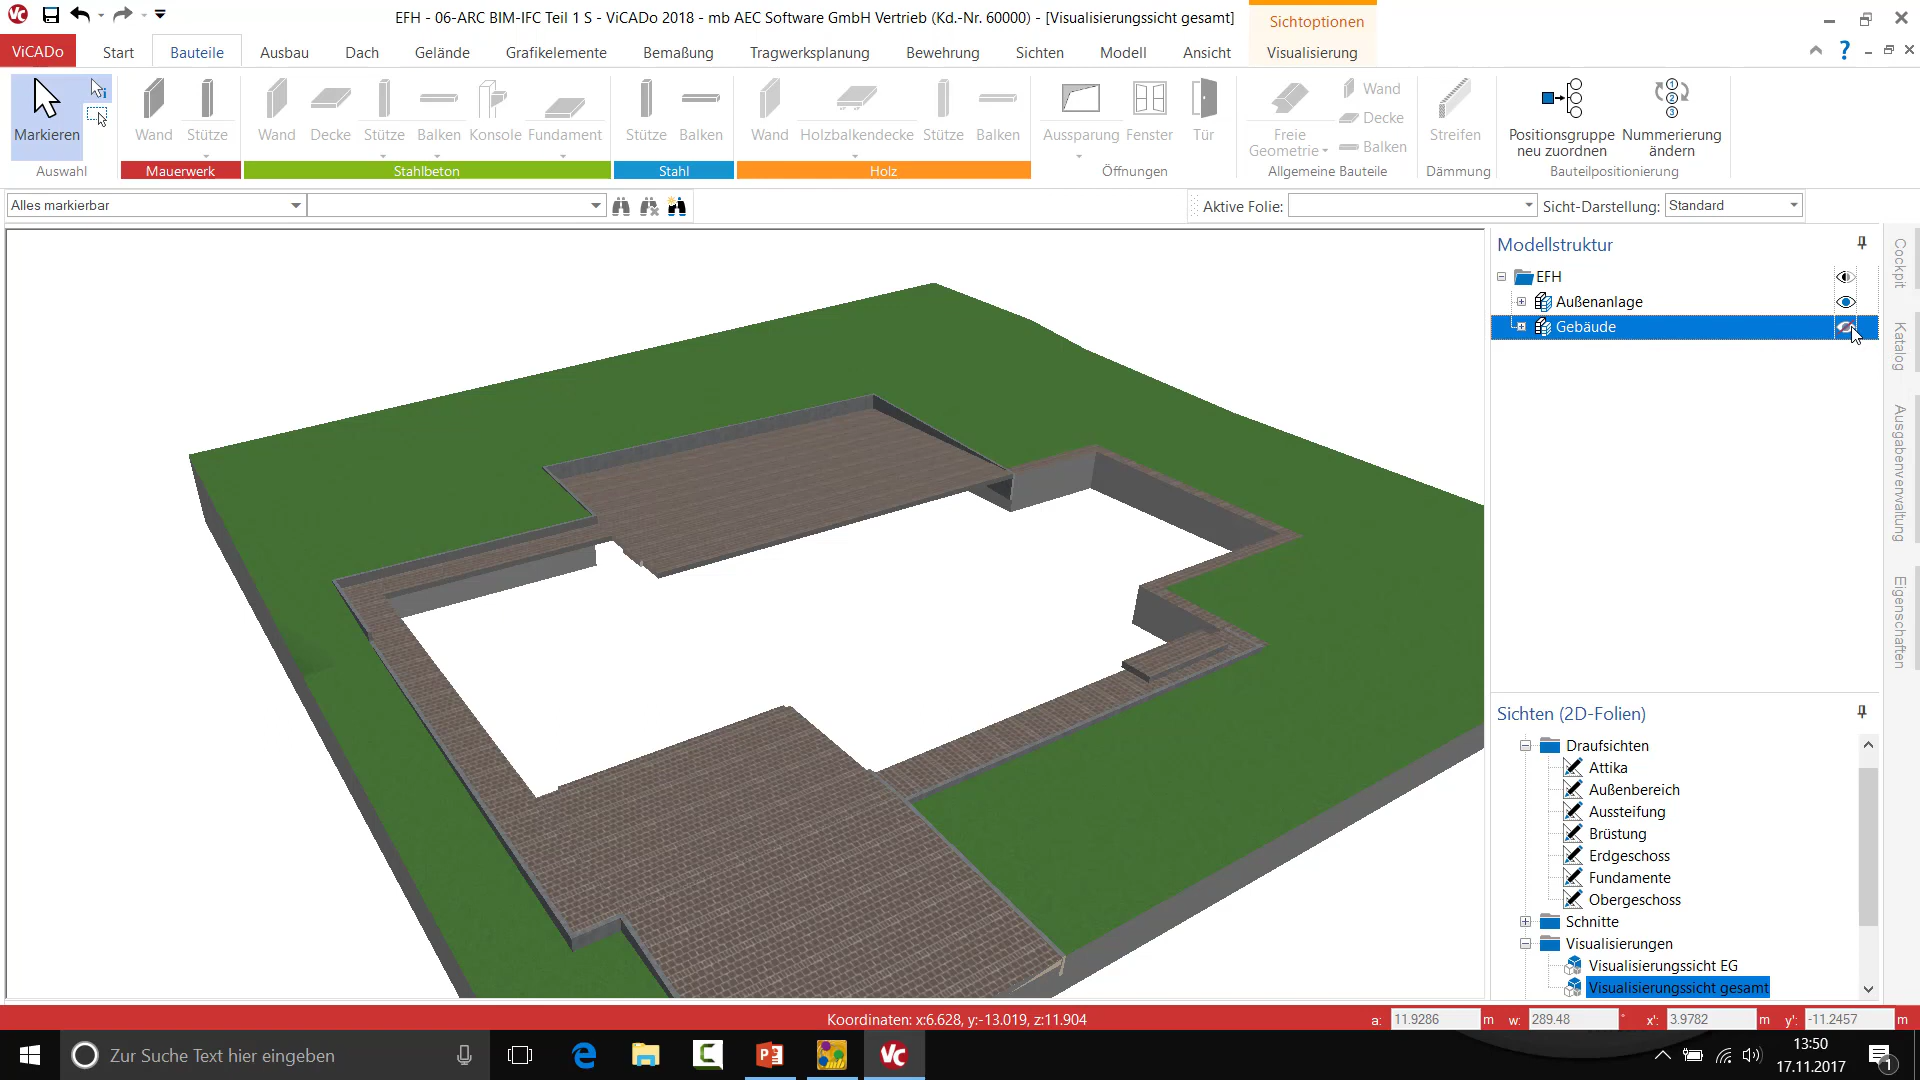 EFH - 06-ARC BIM-IFC Teil 1 S - ViCADo 2018 - mb AEC Software GmbH Vertrieb (Kd.-Nr. 60000) - [Visualisierungssicht gesamt]
Sichtoptionen
ViCADo Start Bauteile Ausbau Dach Gelände Grafikelemente Bemaßung Tragwerksplanung Bewehrung Sichten Modell Ansicht Visualisierung
Markieren
Auswahl
Wand Stütze
Mauerwerk
Wand Decke Stütze Balken Konsole Fundament
Stahlbeton
Stütze Balken
Stahl
Wand Holzbalkendecke Stütze Balken
Holz
Aussparung Fenster Tür
Öffnungen
Freie Geometrie
Wand
Decke
Balken
Allgemeine Bauteile
Streifen
Dämmung
Positionsgruppe neu zuordnen
Nummerierung ändern
Bauteilpositionierung
Alles markierbar
Aktive Folie:
Sicht-Darstellung: Standard
Modellstruktur
EFH
Außenanlage
Gebäude
Cockpit
Katalog
Ausgabenverwaltung
Eigenschaften
Sichten (2D-Folien)
Draufsichten
Attika
Außenbereich
Aussteifung
Brüstung
Erdgeschoss
Fundamente
Obergeschoss
Schnitte
Visualisierungen
Visualisierungssicht EG
Visualisierungssicht gesamt
Koordinaten: x:6.628, y:-13.019, z:11.904
a: 11.9286 m w: 289.48 ° x': 3.9782 m y': -11.2457 m
Zur Suche Text hier eingeben
13:50
17.11.2017
1